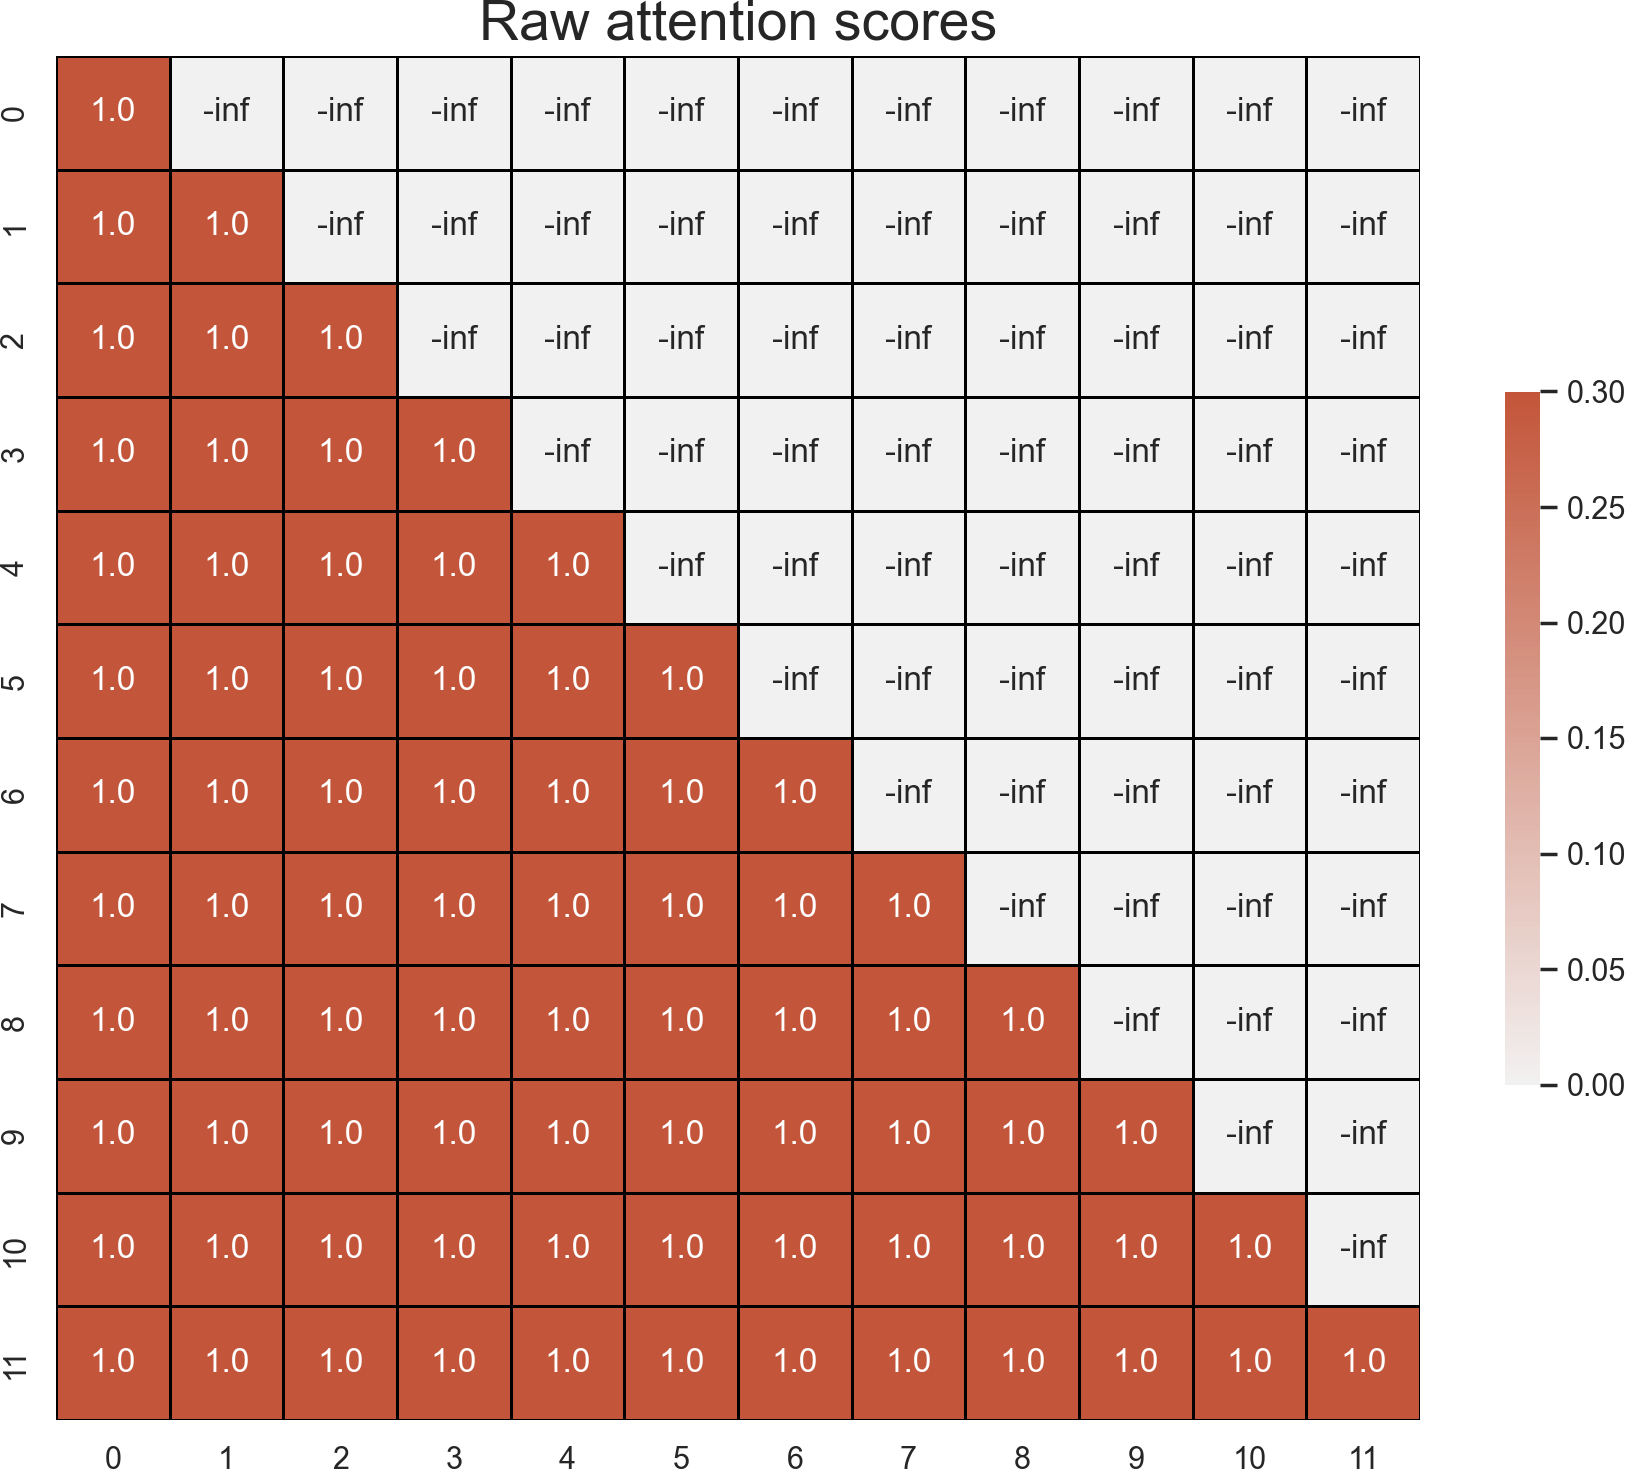 Raw attention scores
0 1.0 -inf -inf -inf -inf -inf -inf -inf -inf -inf -inf -inf
1 1.0 1.0 -inf -inf -inf -inf -inf -inf -inf -inf -inf -inf
2 1.0 1.0 1.0 -inf -inf -inf -inf -inf -inf -inf -inf -inf
3 1.0 1.0 1.0 1.0 -inf -inf -inf -inf -inf -inf -inf -inf
4 1.0 1.0 1.0 1.0 1.0 -inf -inf -inf -inf -inf -inf -inf
5 1.0 1.0 1.0 1.0 1.0 1.0 -inf -inf -inf -inf -inf -inf
6 1.0 1.0 1.0 1.0 1.0 1.0 1.0 -inf -inf -inf -inf -inf
7 1.0 1.0 1.0 1.0 1.0 1.0 1.0 1.0 -inf -inf -inf -inf
8 1.0 1.0 1.0 1.0 1.0 1.0 1.0 1.0 1.0 -inf -inf -inf
9 1.0 1.0 1.0 1.0 1.0 1.0 1.0 1.0 1.0 1.0 -inf -inf
10 1.0 1.0 1.0 1.0 1.0 1.0 1.0 1.0 1.0 1.0 1.0 -inf
11 1.0 1.0 1.0 1.0 1.0 1.0 1.0 1.0 1.0 1.0 1.0 1.0
0 1 2 3 4 5 6 7 8 9 10 11
0.30
0.25
0.20
0.15
0.10
0.05
0.00